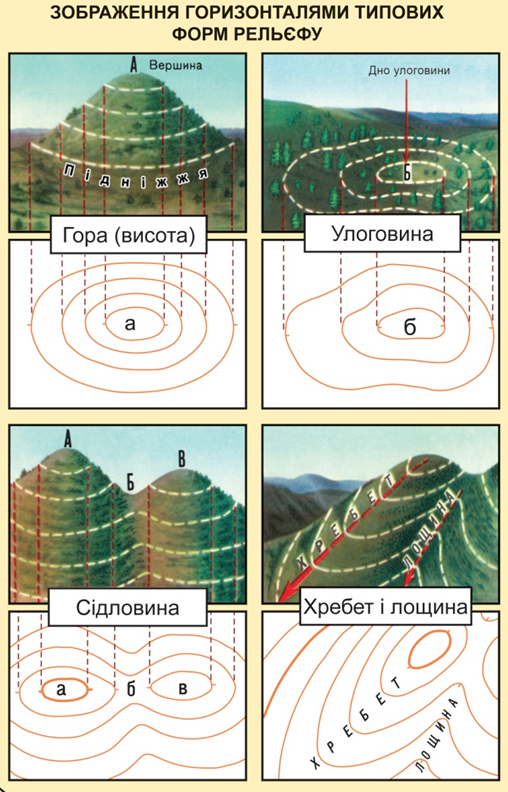 ЗОБРАЖЕННЯ ГОРИЗОНТАЛЯМИ ТИПОВИХ
ФОРМ РЕЛЬЄФУ
А Вершина
Підніжжя
Гора (висота)
а
Дно улоговини
Б
Улоговина
б
А
Б
В
Сідловина
а
б
в
ХРЕБЕТ
ЛОЩИНА
Хребет і лощина
ХРЕБЕТ
ЛОЩИНА